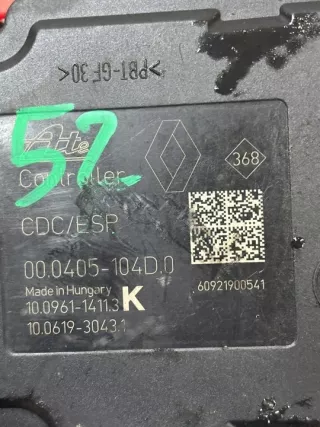 >PBT-GF30<
57
Ate
Controller
368
CDC/ESP
00.0405-104D.0
Made in Hungary
10.0961-1411.3 K
10.0619-3043.1
60921900541